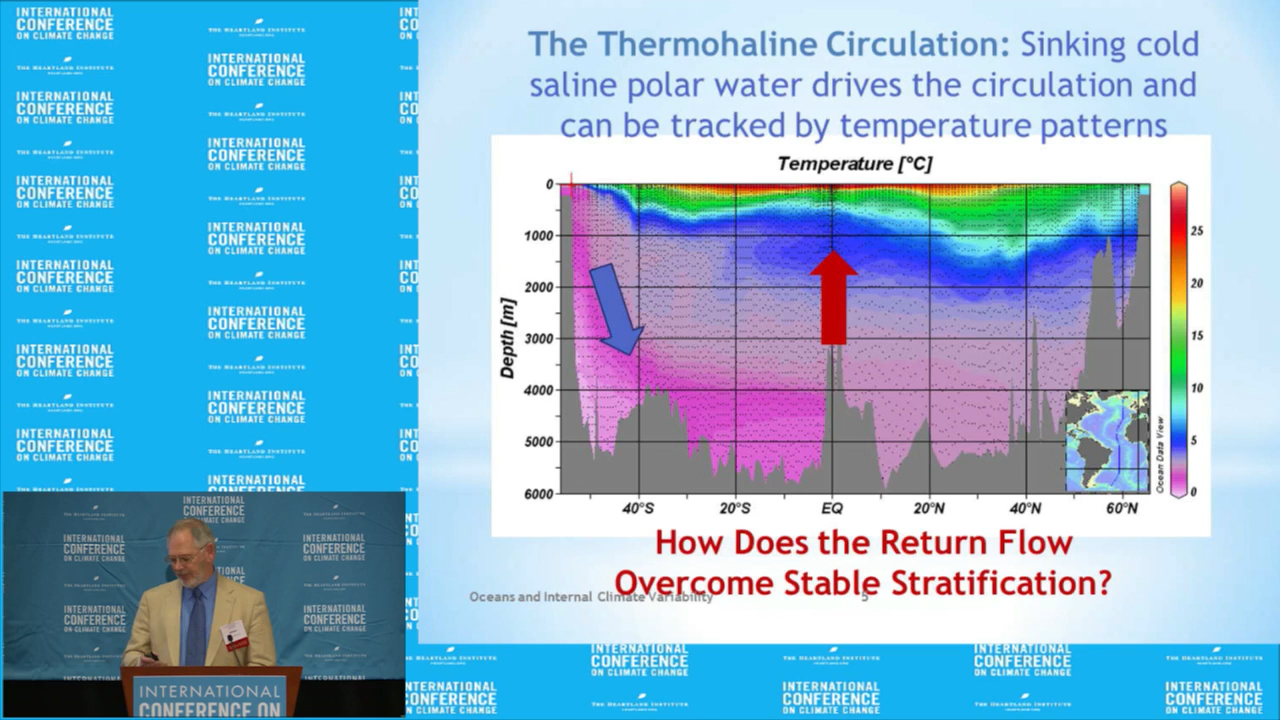 The Thermohaline Circulation: Sinking cold
saline polar water drives the circulation and
can be tracked by temperature patterns
Temperature [°C]
Depth [m]
0
1000
2000
3000
4000
5000
6000
40°S
20°S
EQ
20°N
40°N
60°N
25
20
15
10
5
0
Ocean Data View
How Does the Return Flow
Overcome Stable Stratification?
Oceans and Internal Climate Variability
5
INTERNATIONAL
CONFERENCE
ON CLIMATE CHANGE
THE HEARTLAND INSTITUTE
INTERNATIONAL
CONFERENCE ON